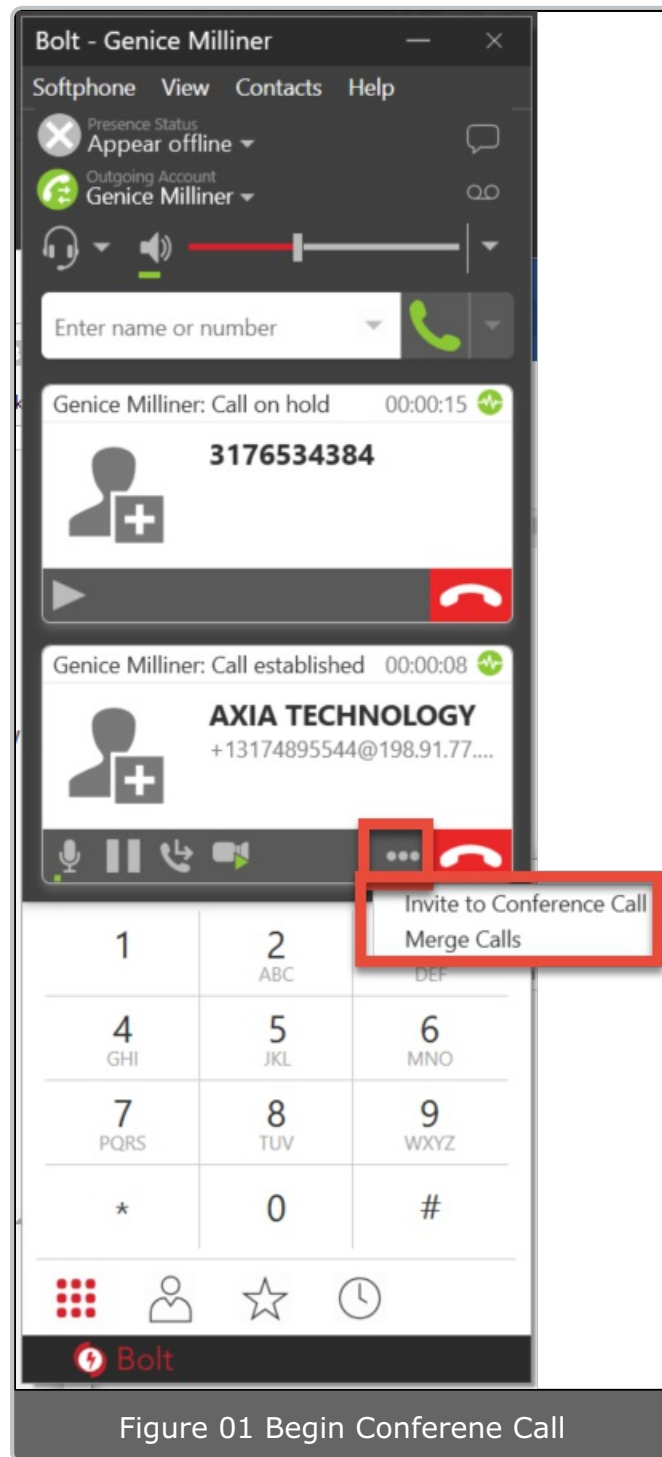 Bolt - Genice Milliner
Softphone View Contacts Help
Presence Status
Appear offline
Outgoing Account
Genice Milliner
Enter name or number
Genice Milliner: Call on hold 00:00:15
3176534384
Genice Milliner: Call established 00:00:08
AXIA TECHNOLOGY
+13174895544@198.91.77....
Invite to Conference Call
Merge Calls
1 2
ABC DEF
4 5 6
GHI JKL MNO
7 8 9
PQRS TUV WXYZ
* 0 #
Bolt
Figure 01 Begin Conferene Call